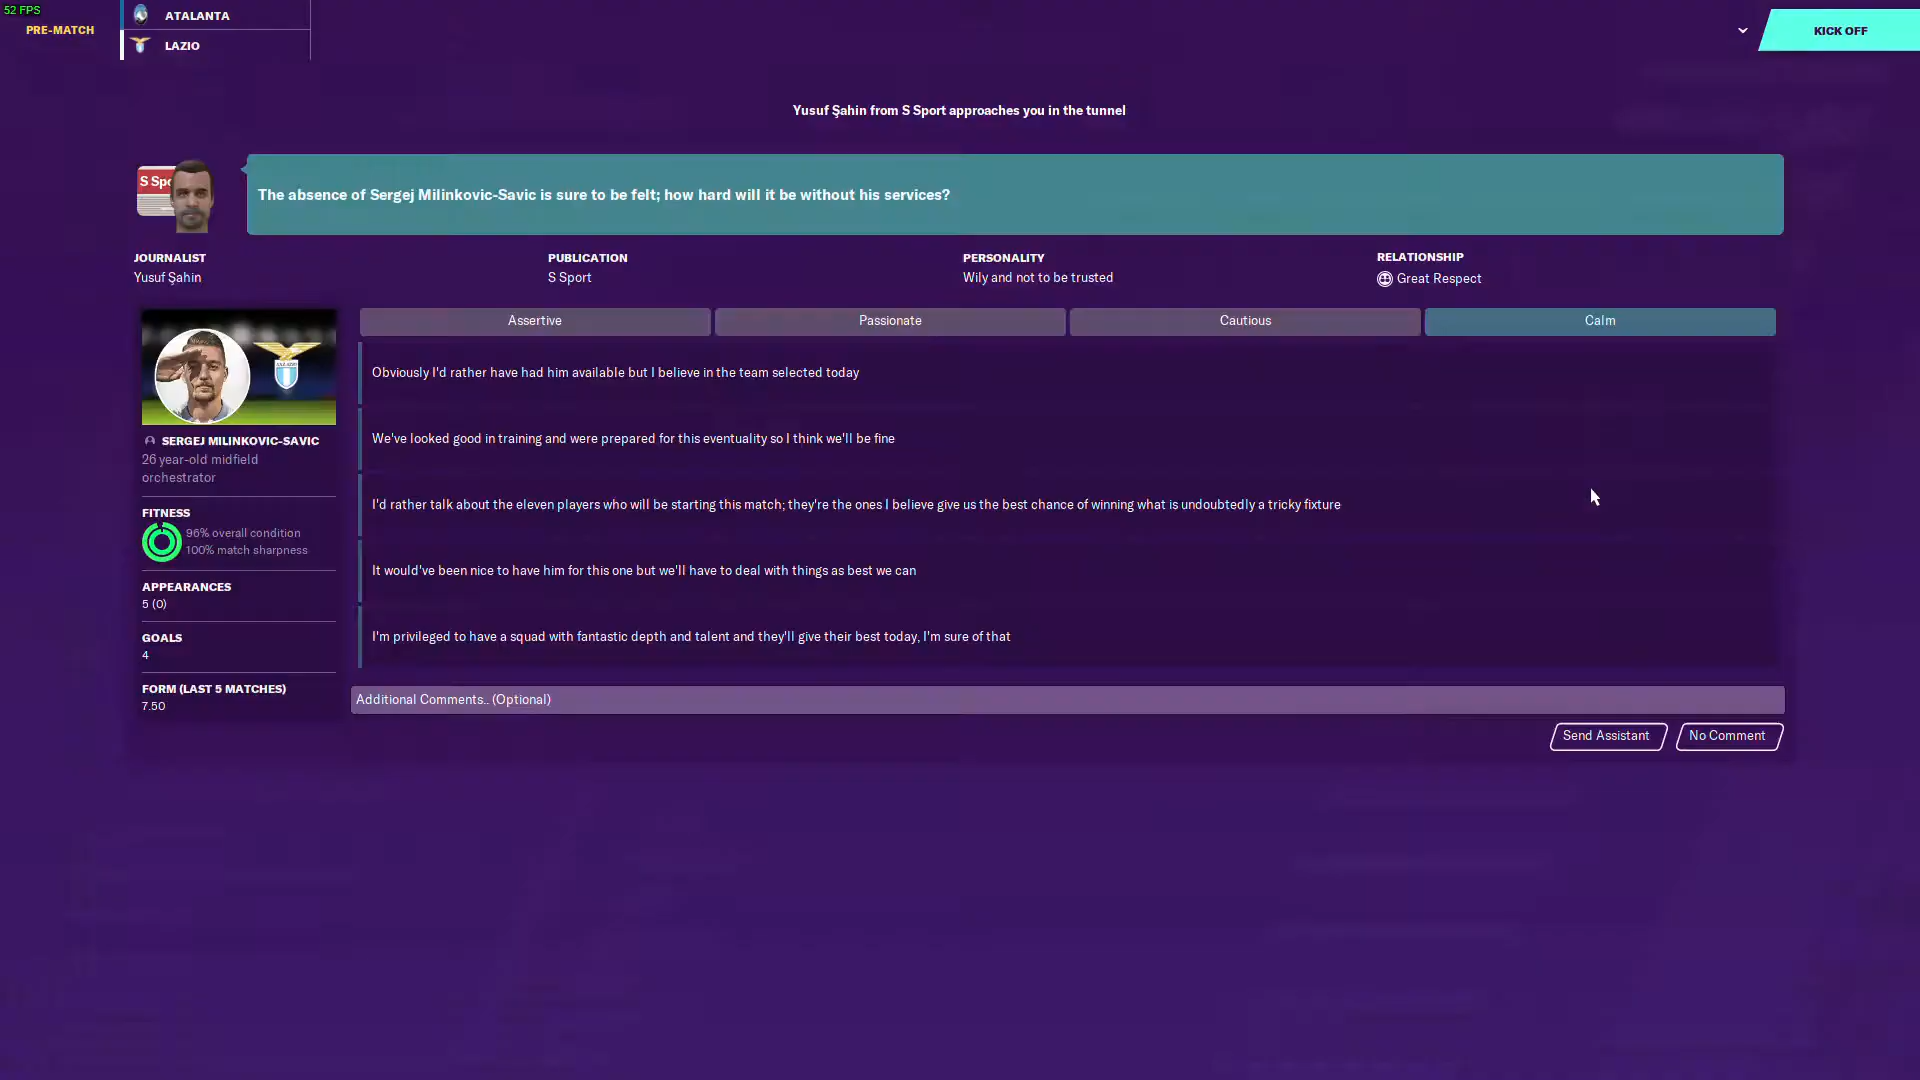 52 FPS
PRE-MATCH
ATALANTA
LAZIO
KICK OFF
Yusuf Şahin from S Sport approaches you in the tunnel
S Spo
The absence of Sergej Milinkovic-Savic is sure to be felt; how hard will it be without his services?
JOURNALIST
Yusuf Şahin
PUBLICATION
S Sport
PERSONALITY
Wily and not to be trusted
RELATIONSHIP
Great Respect
Assertive
Passionate
Cautious
Calm
Obviously I'd rather have had him available but I believe in the team selected today
We've looked good in training and were prepared for this eventuality so I think we'll be fine
I'd rather talk about the eleven players who will be starting this match; they're the ones I believe give us the best chance of winning what is undoubtedly a tricky fixture
It would've been nice to have him for this one but we'll have to deal with things as best we can
I'm privileged to have a squad with fantastic depth and talent and they'll give their best today, I'm sure of that
SERGEJ MILINKOVIC-SAVIC
26 year-old midfield
orchestrator
FITNESS
96% overall condition
100% match sharpness
APPEARANCES
5 (0)
GOALS
4
FORM (LAST 5 MATCHES)
7.50
Additional Comments.. (Optional)
Send Assistant
No Comment